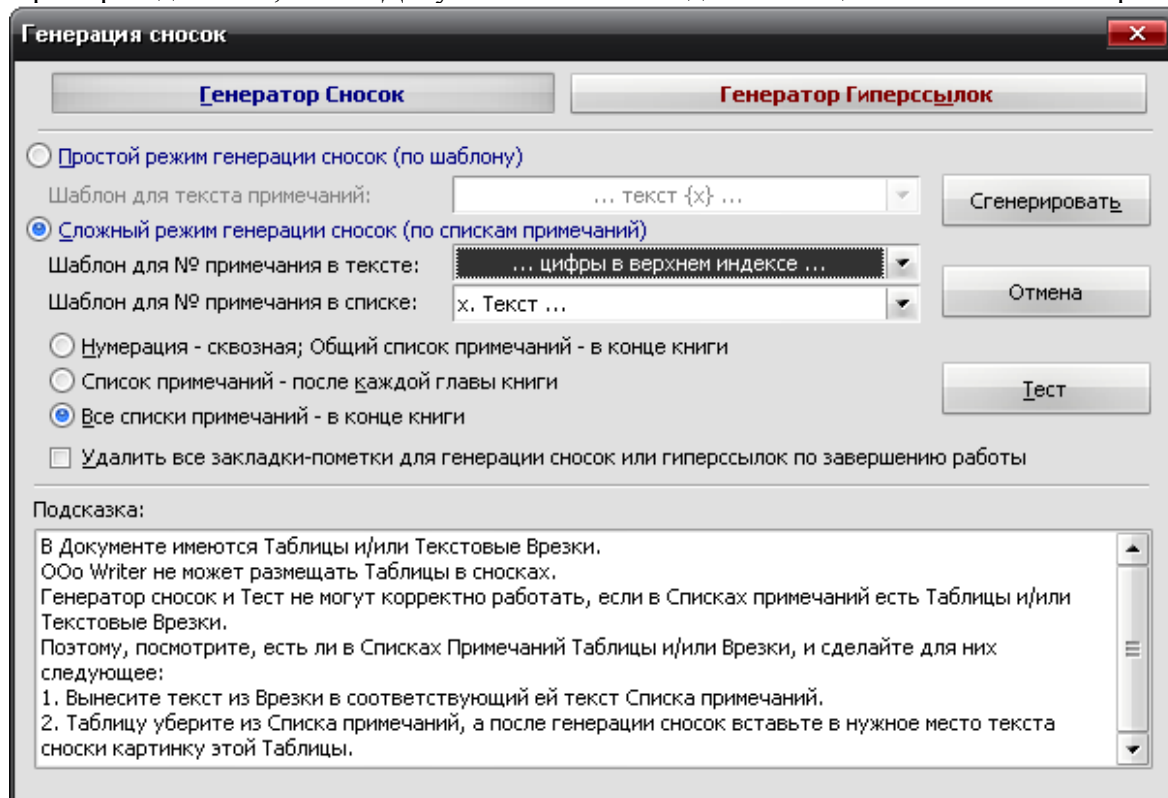 Генерация сносок
Генератор Сносок
Генератор Гиперссылок
Простой режим генерации сносок (по шаблону)
Шаблон для текста примечаний:
... текст {x} ...
Сгенерировать
Сложный режим генерации сносок (по спискам примечаний)
Шаблон для № примечания в тексте:
... цифры в верхнем индексе ...
Шаблон для № примечания в списке:
х. Текст ...
Отмена
Нумерация - сквозная; Общий список примечаний - в конце книги
Список примечаний - после каждой главы книги
Тест
Все списки примечаний - в конце книги
Удалить все закладки-пометки для генерации сносок или гиперссылок по завершению работы
Подсказка:
В Документе имеются Таблицы и/или Текстовые Врезки.
OOo Writer не может размещать Таблицы в сносках.
Генератор сносок и Тест не могут корректно работать, если в Списках примечаний есть Таблицы и/или
Текстовые Врезки.
Поэтому, посмотрите, есть ли в Списках Примечаний Таблицы и/или Врезки, и сделайте для них
следующее:
1. Вынесите текст из Врезки в соответствующий ей текст Списка примечаний.
2. Таблицу уберите из Списка примечаний, а после генерации сносок вставьте в нужное место текста
сноски картинку этой Таблицы.